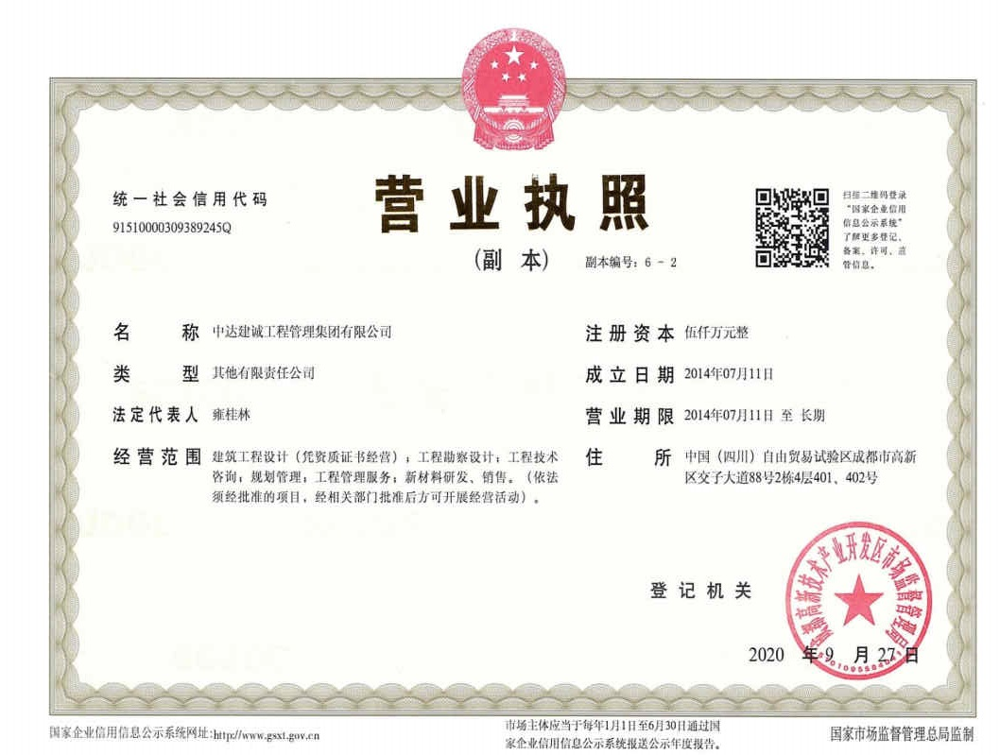 营业执照
(副 本)
副本编号：6 - 2
统一社会信用代码
91510000309389245Q
扫描二维码登录
“国家企业信用
信息公示系统”
了解更多登记、
备案、许可、监
管信息。
名 称 中达建诚工程管理集团有限公司
类 型 其他有限责任公司
法定代表人 雍桂林
经营范围 建筑工程设计（凭资质证书经营）；工程勘察设计；工程技术
咨询；规划管理；工程管理服务；新材料研发、销售。（依法
须经批准的项目，经相关部门批准后方可开展经营活动）。
注册资本 伍仟万元整
成立日期 2014年07月11日
营业期限 2014年07月11日 至 长期
住 所 中国（四川）自由贸易试验区成都市高新
区交子大道88号2栋4层401、402号
登记机关
成都高新技术产业开发区市场监督管理局
2020 年 9 月 27 日
国家企业信用信息公示系统网址:http://www.gsxt.gov.cn
市场主体应当于每年1月1日至6月30日通过国
家企业信用信息公示系统报送公示年度报告。
国家市场监督管理总局监制